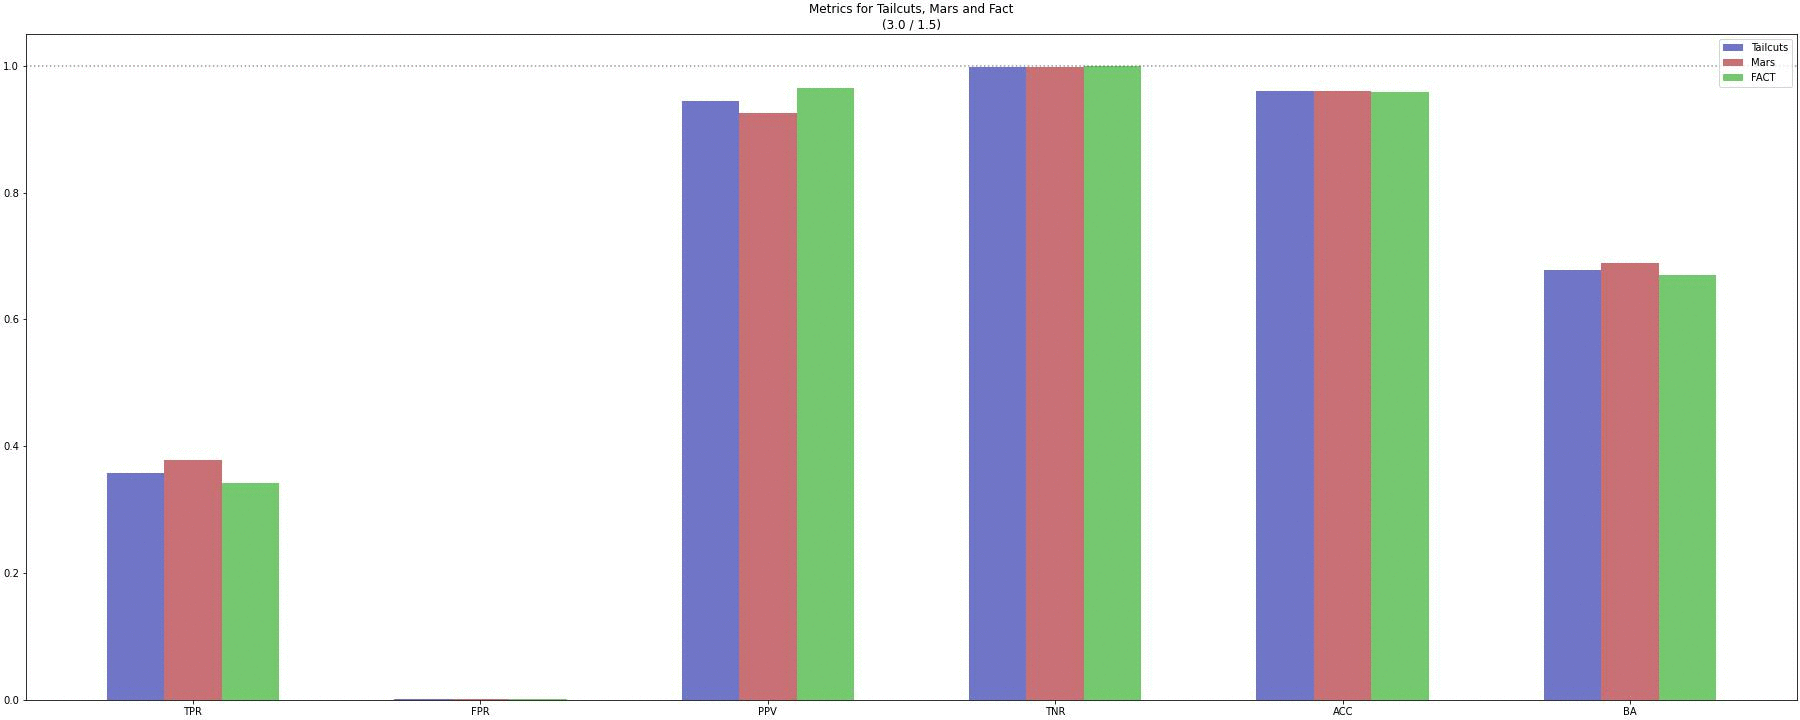 Metrics for Tailcuts, Mars and Fact
(3.0 / 1.5)
Tailcuts
Mars
FACT
1.0
0.8
0.6
0.4
0.2
0.0
TPR
FPR
PPV
TNR
ACC
BA